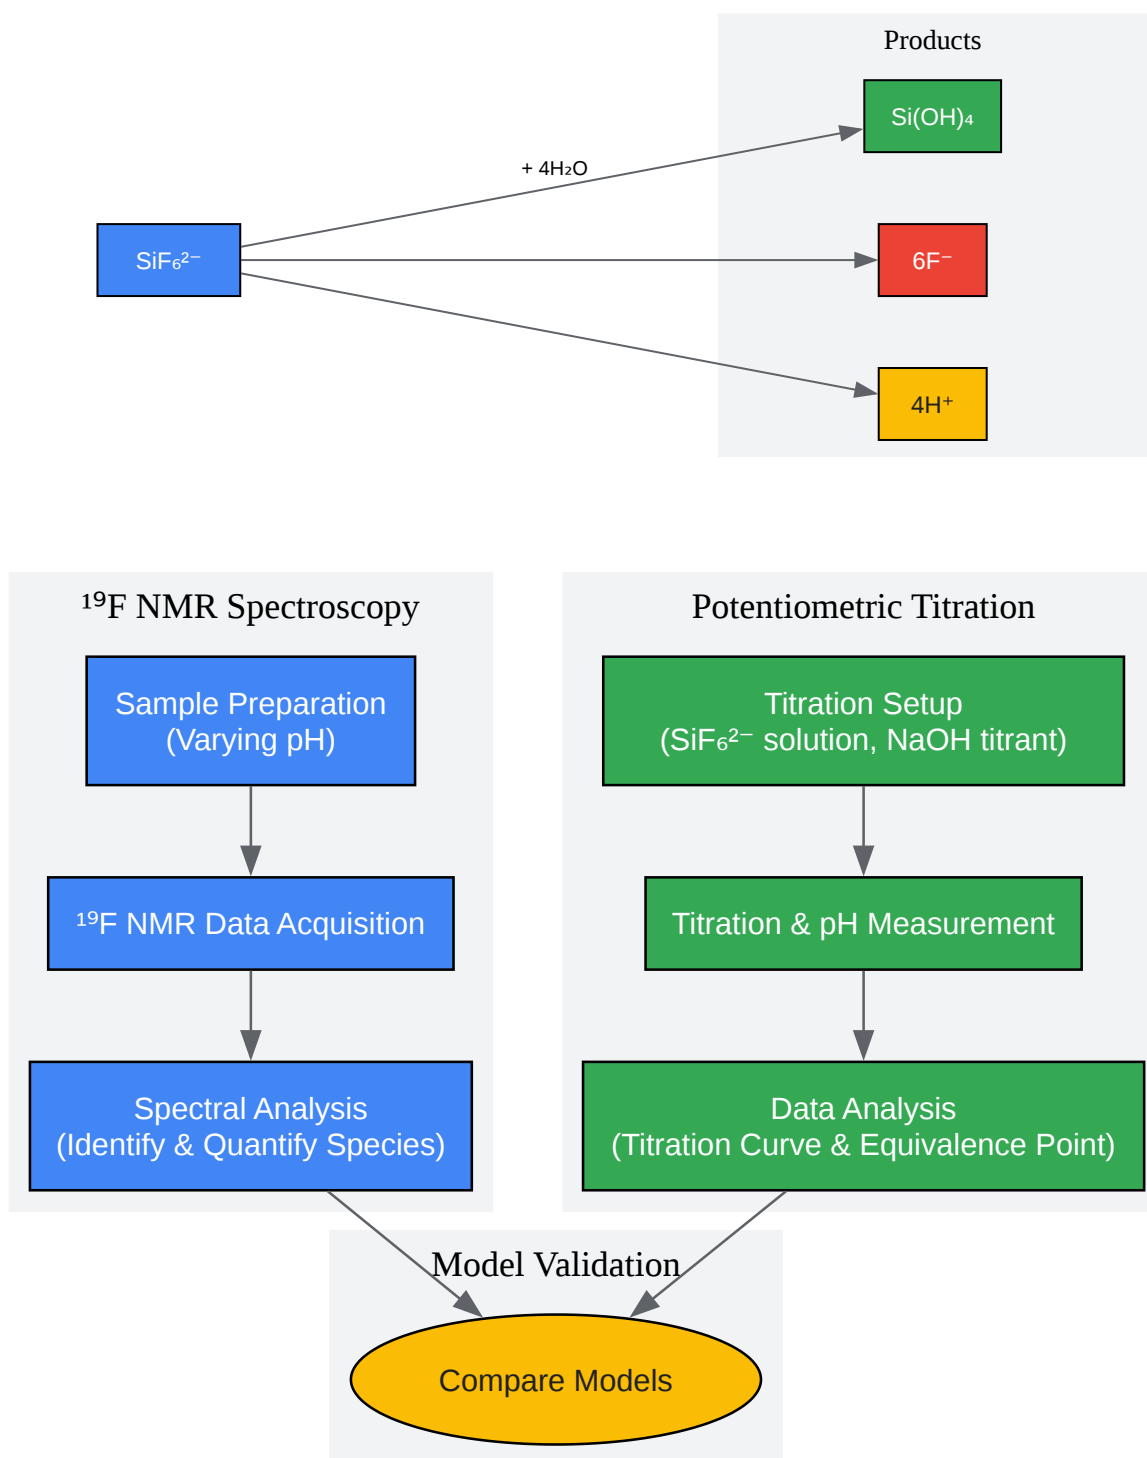 Products
Si(OH)₄
+ 4H₂O
SiF₆²⁻
6F⁻
4H⁺
¹⁹F NMR Spectroscopy
Sample Preparation
(Varying pH)
¹⁹F NMR Data Acquisition
Spectral Analysis
(Identify & Quantify Species)
Potentiometric Titration
Titration Setup
(SiF₆²⁻ solution, NaOH titrant)
Titration & pH Measurement
Data Analysis
(Titration Curve & Equivalence Point)
Model Validation
Compare Models